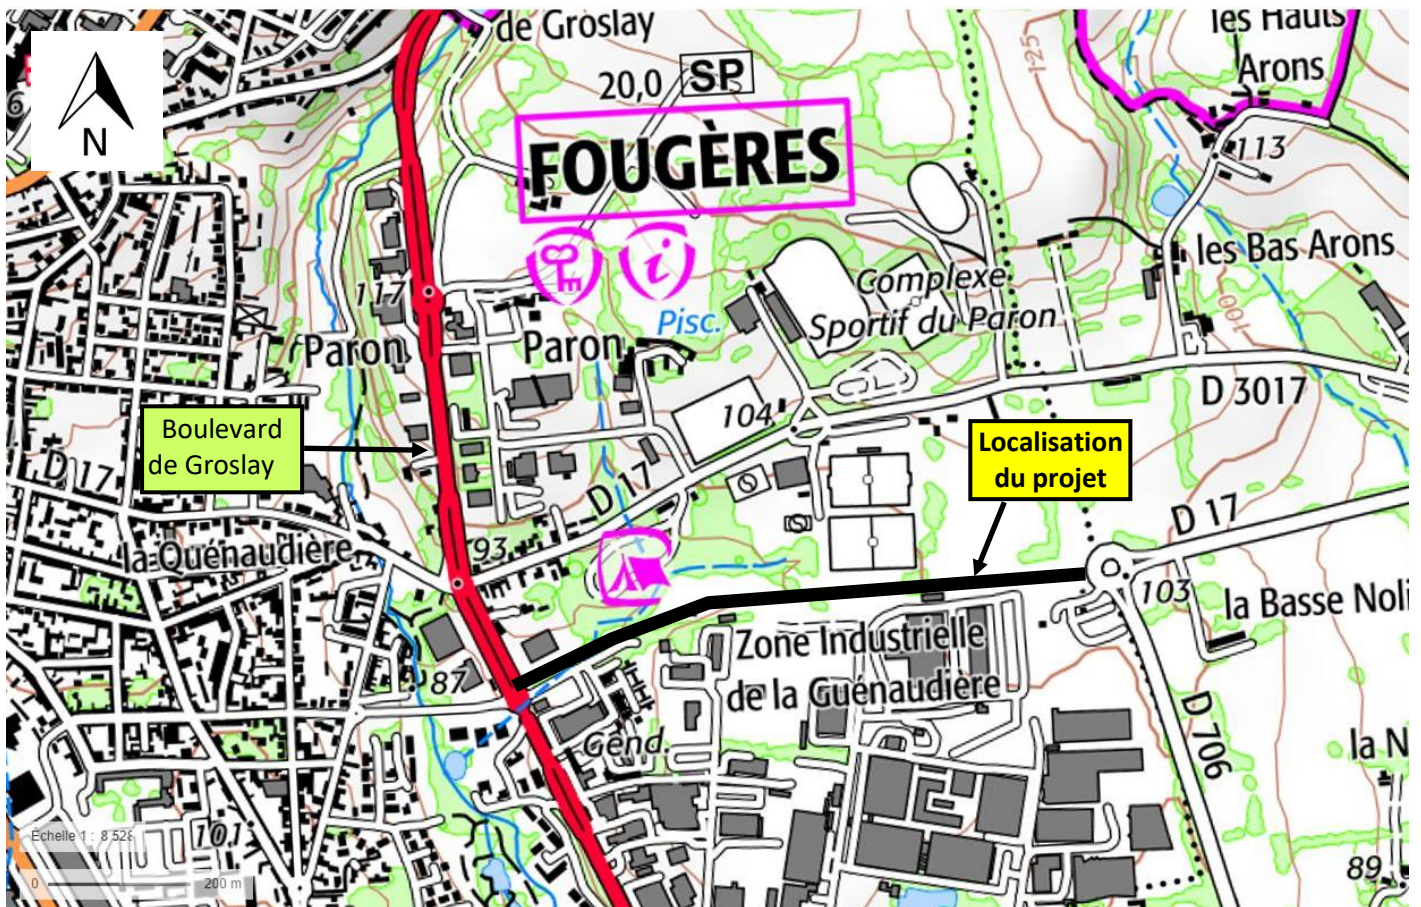 de Groslay
les Hauts
Arons
20,0 SP
125
N
FOUGÈRES
113
i
les Bas Arons
117
Complexe
Sportif du Paron
100
Pisc.
Paron
Paron
D 3017
104
Boulevard
de Groslay
Localisation
du projet
D 17
D 17
D 17
93
la Quénaudière
103
la Basse Noli
Zone Industrielle
de la Guénaudière
87
D 706
Gend.
la N
Échelle 1 : 8 528
101
0
200 m
89